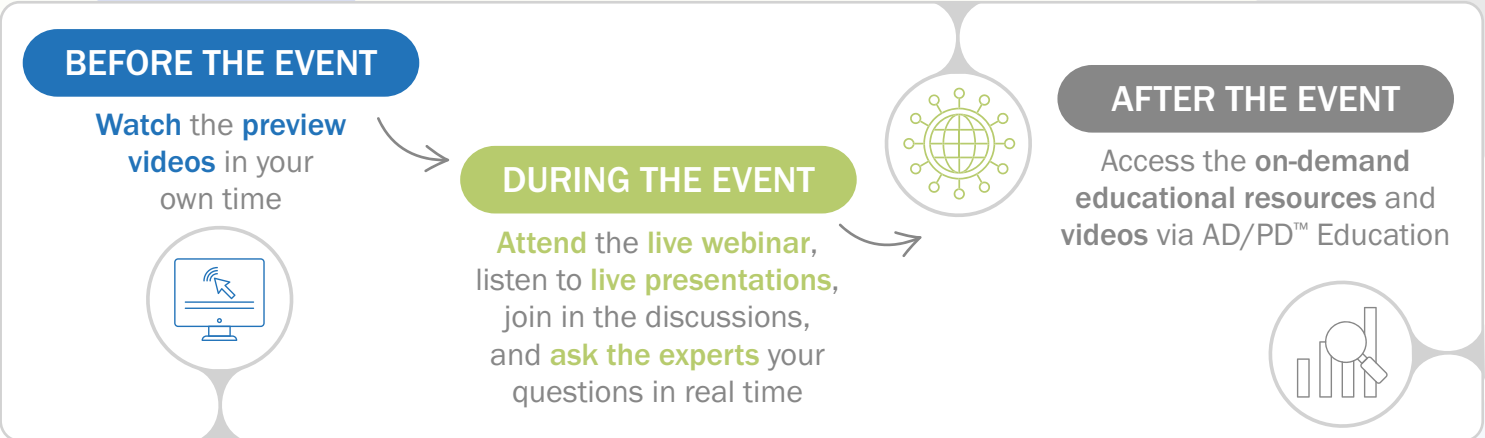 BEFORE THE EVENT
Watch the preview
videos in your
own time
DURING THE EVENT
Attend the live webinar,
listen to live presentations,
join in the discussions,
and ask the experts your
questions in real time
AFTER THE EVENT
Access the on-demand
educational resources and
videos via AD/PD™ Education